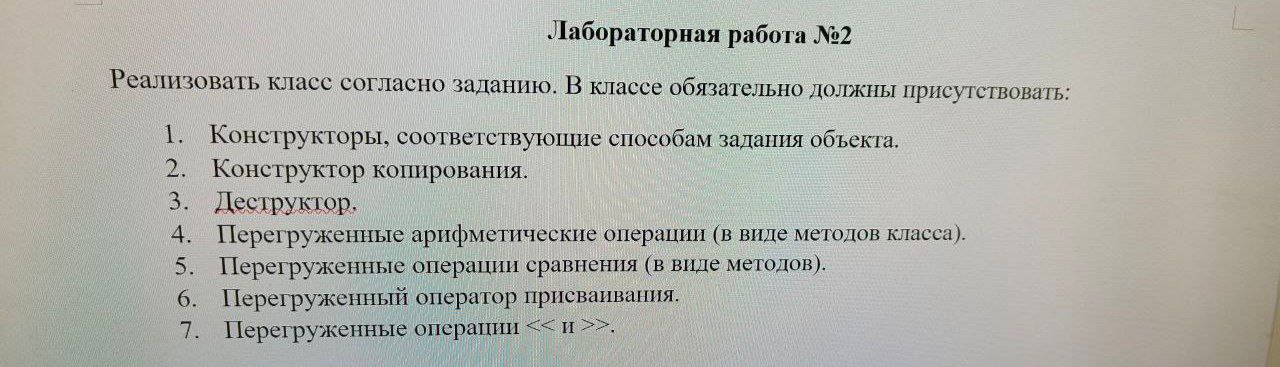 Лабораторная работа №2
Реализовать класс согласно заданию. В классе обязательно должны присутствовать:
1. Конструкторы, соответствующие способам задания объекта.
2. Конструктор копирования.
3. Деструктор.
4. Перегруженные арифметические операции (в виде методов класса).
5. Перегруженные операции сравнения (в виде методов).
6. Перегруженный оператор присваивания.
7. Перегруженные операции << и >>.